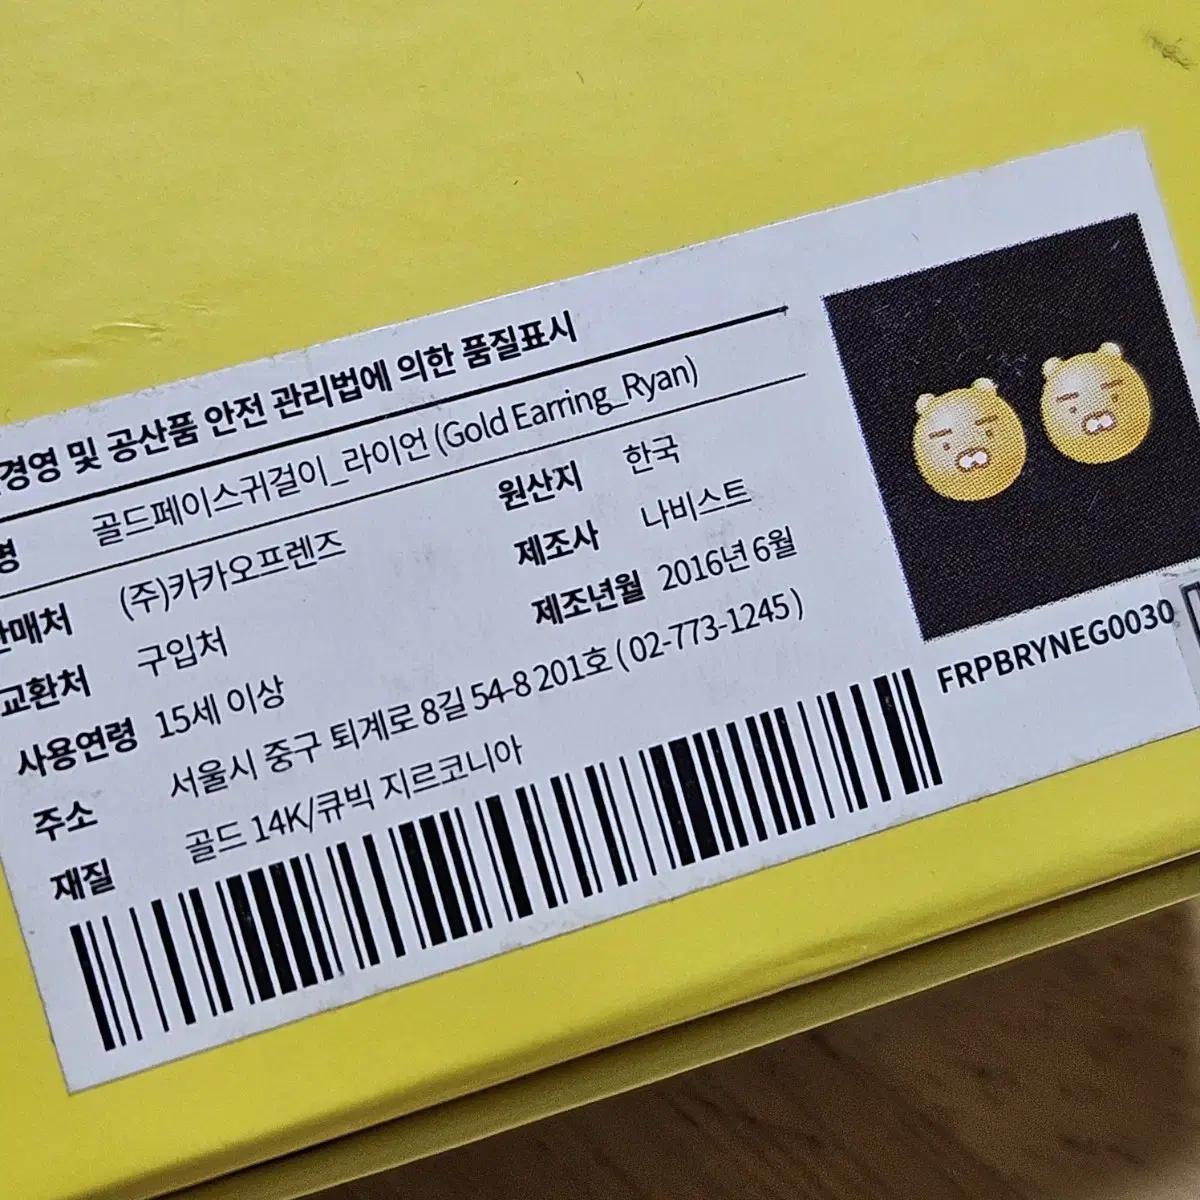 경영 및 공산품 안전 관리법에 의한 품질표시
명 골드페이스귀걸이_라이언 (Gold Earring_Ryan)
판매처 (주)카카오프렌즈 원산지 한국
교환처 구입처 제조사 나비스트
사용연령 15세 이상 제조년월 2016년 6월
주소 서울시 중구 퇴계로 8길 54-8 201호 ( 02-773-1245 )
재질 골드 14K/큐빅 지르코니아
FRPBRYNEG0030